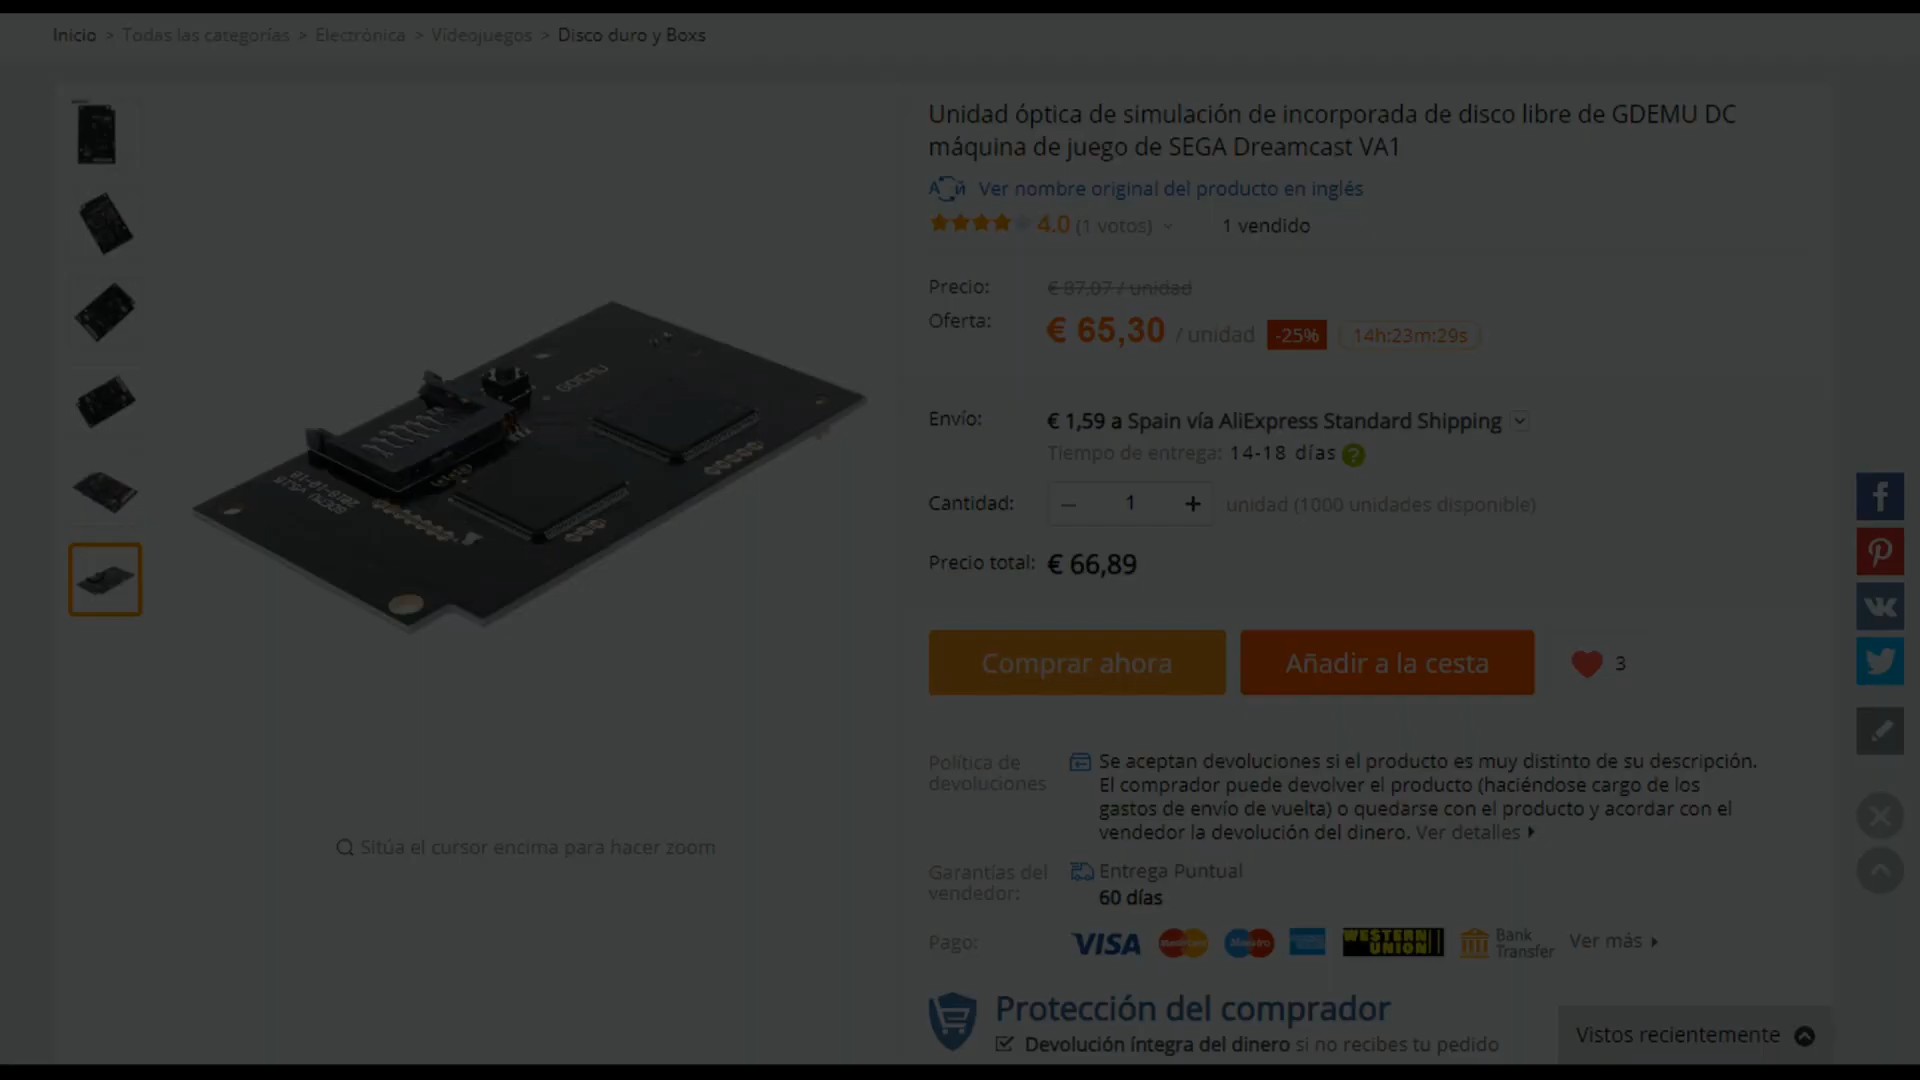 Inicio > Todas las categorías > Electrónica > Videojuegos > Disco duro y Boxs
Unidad óptica de simulación de incorporada de disco libre de GDEMU DC
máquina de juego de SEGA Dreamcast VA1
Ver nombre original del producto en inglés
4.0 (1 votos) 1 vendido
Precio: € 87,07 / unidad
Oferta: € 65,30 / unidad -25% 14h:23m:29s
Envío: € 1,59 a Spain vía AliExpress Standard Shipping
Tiempo de entrega: 14-18 días ?
Cantidad: − 1 + unidad (1000 unidades disponible)
Precio total: € 66,89
Comprar ahora Añadir a la cesta 3
Política de devoluciones
Se aceptan devoluciones si el producto es muy distinto de su descripción.
El comprador puede devolver el producto (haciéndose cargo de los
gastos de envío de vuelta) o quedarse con el producto y acordar con el
vendedor la devolución del dinero. Ver detalles
Garantías del vendedor:
Entrega Puntual
60 días
Pago: VISA MasterCard Maestro WESTERN UNION Bank Transfer Ver más
Protección del comprador
Devolución íntegra del dinero si no recibes tu pedido
Sitúa el cursor encima para hacer zoom
Vistos recientemente
GDEMU